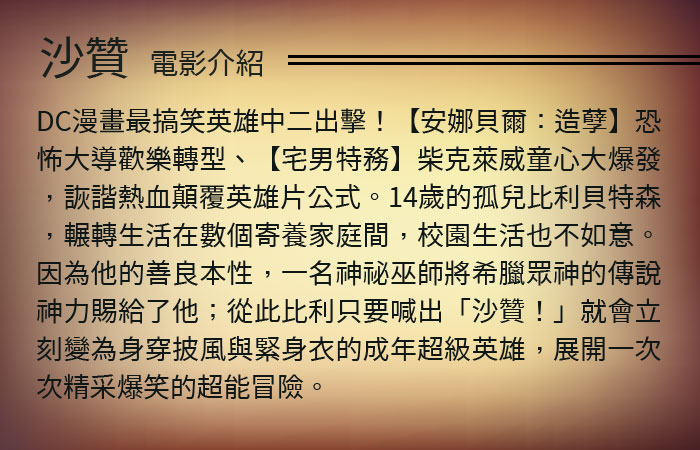 沙贊 電影介紹
DC漫畫最搞笑英雄中二出擊！【安娜貝爾：造孽】恐
怖大導歡樂轉型、【宅男特務】柴克萊威童心大爆發
，詼諧熱血顛覆英雄片公式。14歲的孤兒比利貝特森
，輾轉生活在數個寄養家庭間，校園生活也不如意。
因為他的善良本性，一名神祕巫師將希臘眾神的傳說
神力賜給了他；從此比利只要喊出「沙贊！」就會立
刻變為身穿披風與緊身衣的成年超級英雄，展開一次
次精采爆笑的超能冒險。